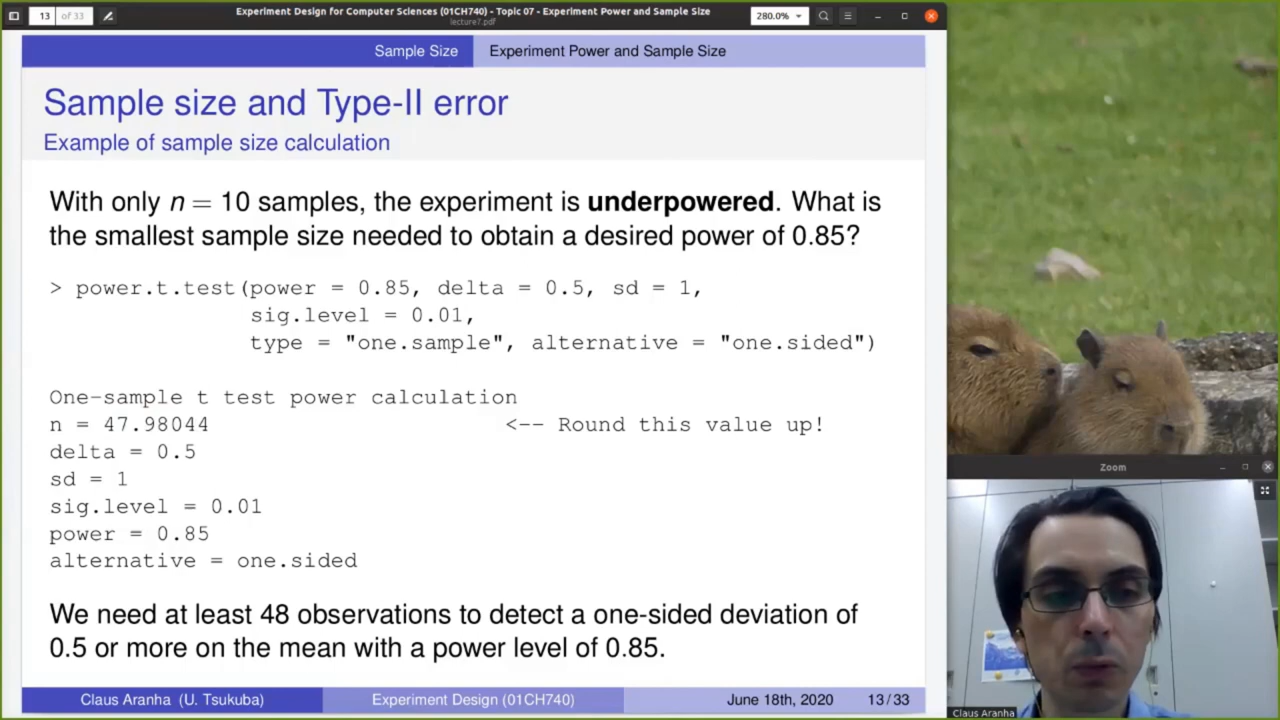 13 of 33
Experiment Design for Computer Sciences (01CH740) - Topic 07 - Experiment Power and Sample Size
lecture7.pdf
280.0%
Sample Size Experiment Power and Sample Size
Sample size and Type-II error
Example of sample size calculation
With only n = 10 samples, the experiment is underpowered. What is
the smallest sample size needed to obtain a desired power of 0.85?
> power.t.test(power = 0.85, delta = 0.5, sd = 1,
sig.level = 0.01,
type = "one.sample", alternative = "one.sided")
One-sample t test power calculation
n = 47.98044 <-- Round this value up!
delta = 0.5
sd = 1
sig.level = 0.01
power = 0.85
alternative = one.sided
We need at least 48 observations to detect a one-sided deviation of
0.5 or more on the mean with a power level of 0.85.
Claus Aranha (U. Tsukuba) Experiment Design (01CH740) June 18th, 2020 13 / 33
Zoom
Claus Aranha